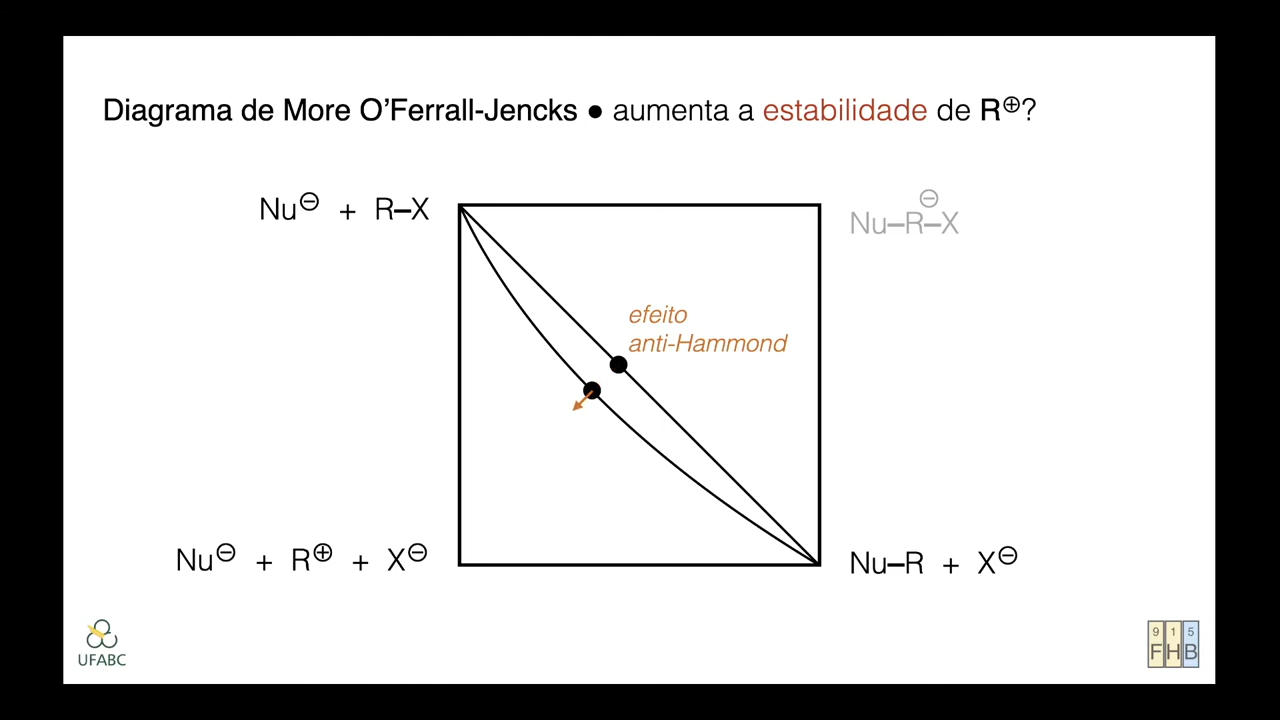 Diagrama de More O’Ferrall-Jencks ● aumenta a estabilidade de R⊕?
Nu⊖ + R–X
Nu–R–X⊖
efeito
anti-Hammond
Nu⊖ + R⊕ + X⊖
Nu–R + X⊖
UFABC
9 1 5
F H B